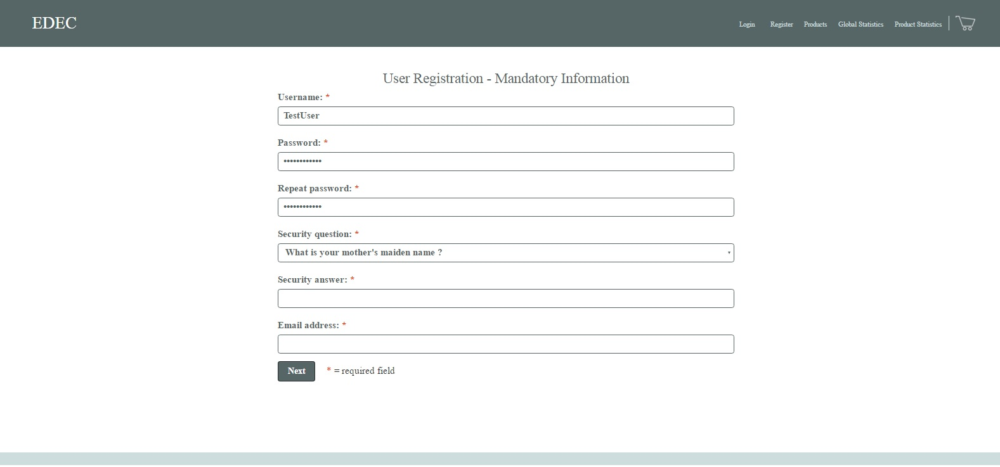 EDEC
Login Register Products Global Statistics Product Statistics
User Registration - Mandatory Information
Username: *
TestUser
Password: *
••••••••••••
Repeat password: *
••••••••••••
Security question: *
What is your mother's maiden name ?
Security answer: *
Email address: *
Next * = required field